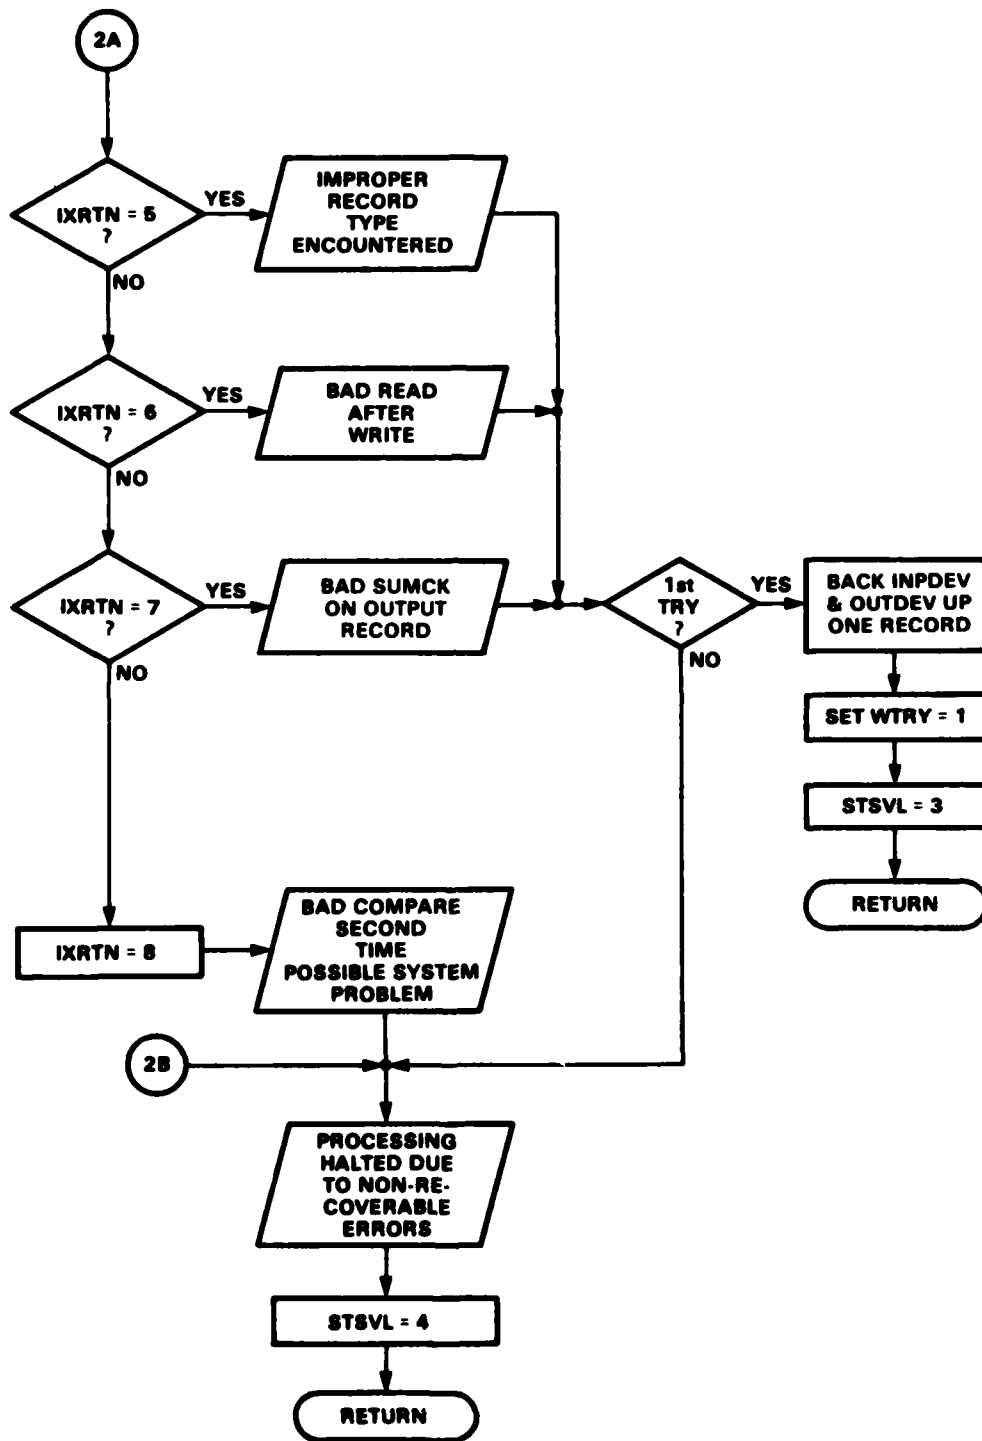 2A
IXRTN = 5
?
YES
NO
IMPROPER
RECORD
TYPE
ENCOUNTERED
IXRTN = 6
?
YES
NO
BAD READ
AFTER
WRITE
IXRTN = 7
?
YES
NO
BAD SUMCK
ON OUTPUT
RECORD
1st
TRY
?
YES
NO
BACK INPDEV
& OUTDEV UP
ONE RECORD
SET WTRY = 1
STSVL = 3
RETURN
IXRTN = 8
BAD COMPARE
SECOND
TIME
POSSIBLE SYSTEM
PROBLEM
2B
PROCESSING
HALTED DUE
TO NON-RE-
COVERABLE
ERRORS
STSVL = 4
RETURN